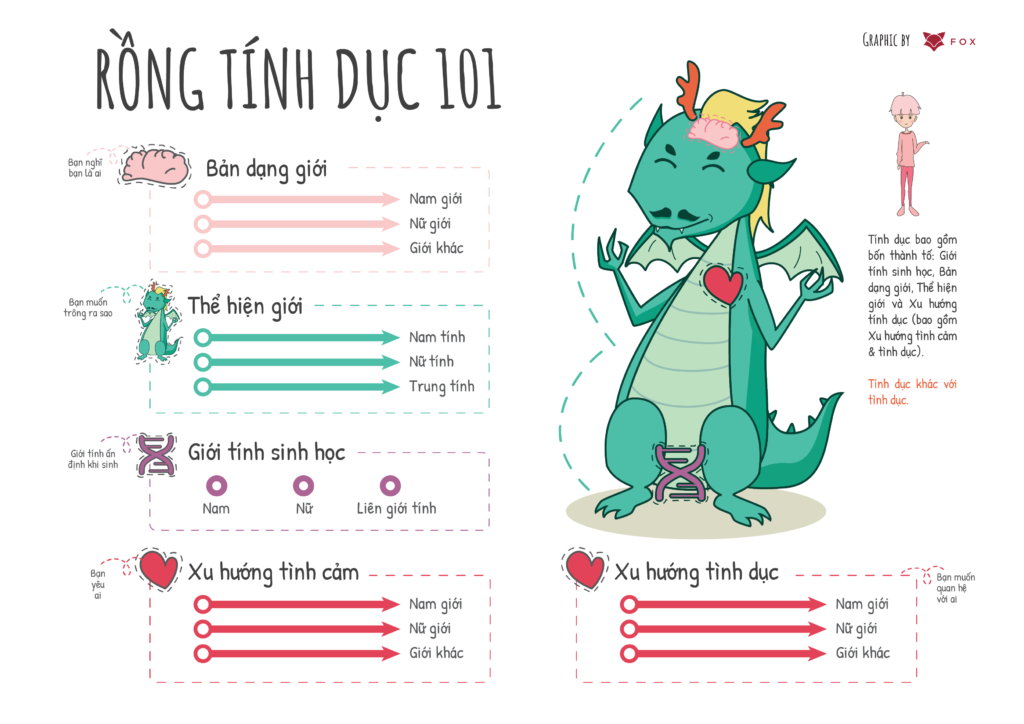 RỒNG TÍNH DỤC 101
GRAPHIC BY
FOX
Bạn nghĩ
bạn là ai
Bản dạng giới
Nam giới
Nữ giới
Giới khác
Bạn muốn
trông ra sao
Thể hiện giới
Nam tính
Nữ tính
Trung tính
Giới tính ấn
định khi sinh
Giới tính sinh học
Nam
Nữ
Liên giới tính
Bạn
yêu
ai
Xu hướng tình cảm
Nam giới
Nữ giới
Giới khác
Xu hướng tình dục
Bạn muốn
quan hệ
với ai
Nam giới
Nữ giới
Giới khác
Tính dục bao gồm
bốn thành tố: Giới
tính sinh học, Bản
dạng giới, Thể hiện
giới và Xu hướng
tính dục (bao gồm
Xu hướng tình cảm
& tình dục).
Tính dục khác với
tình dục.